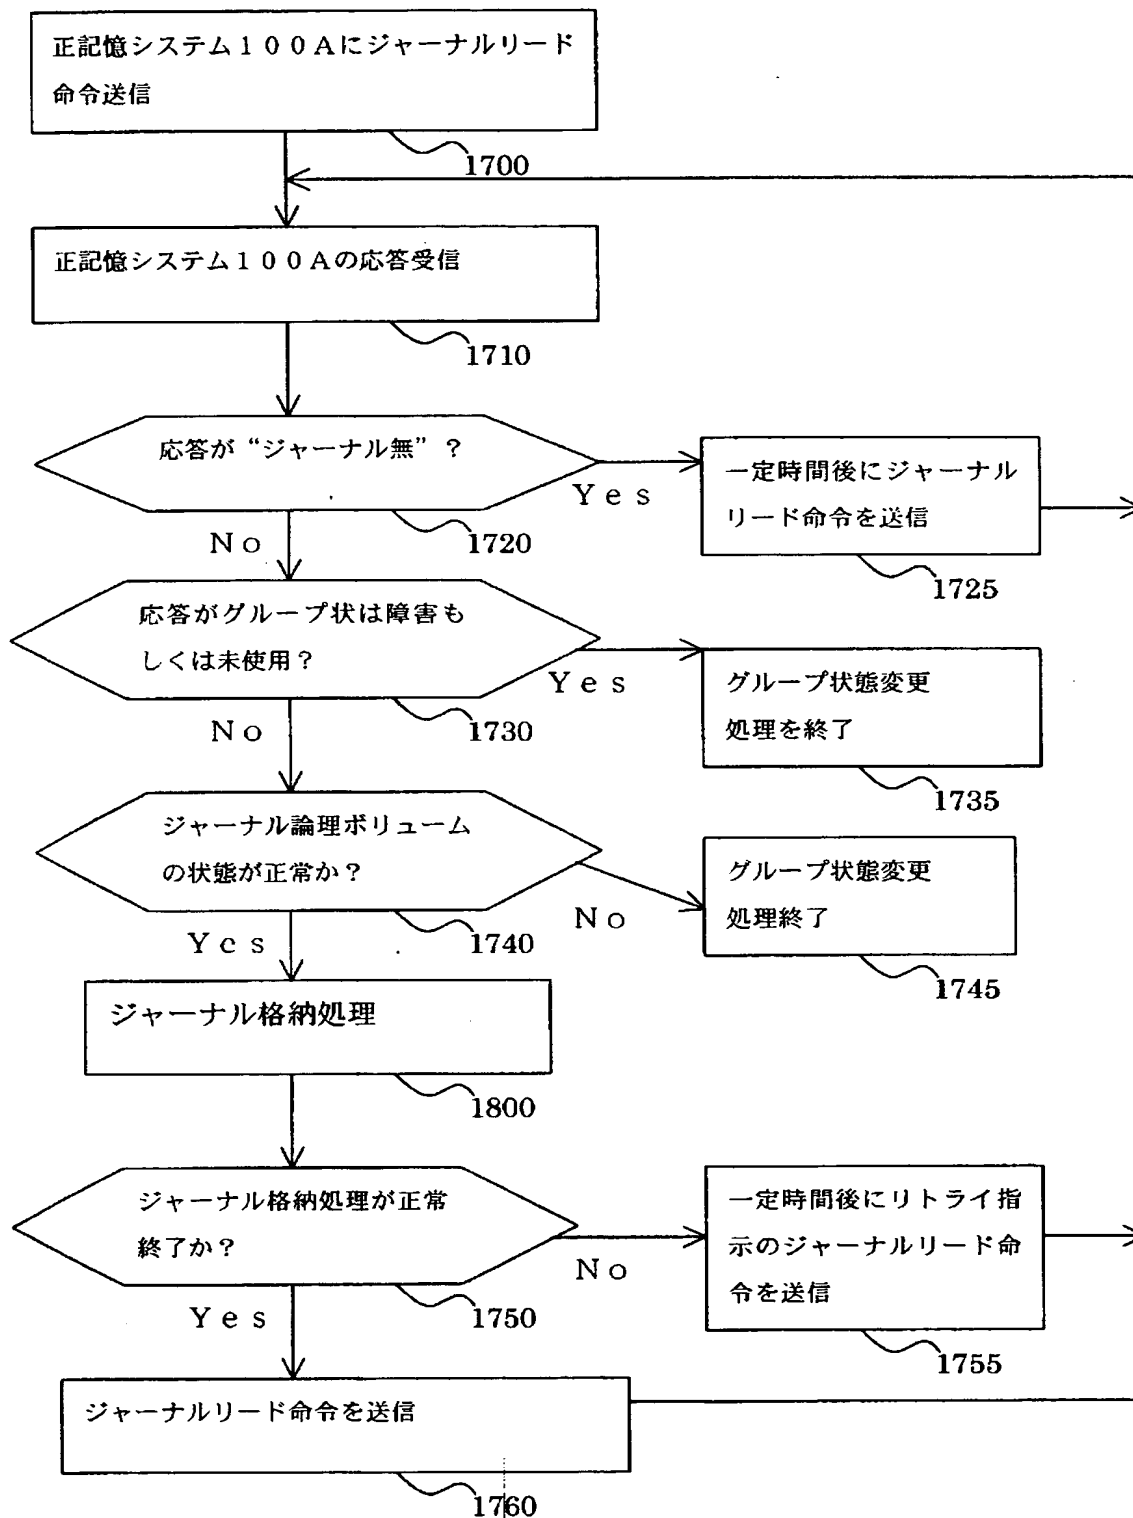 正記憶システム１００Ａにジャーナルリード
命令送信
1700
正記憶システム１００Ａの応答受信
1710
応答が“ジャーナル無”？
Yes
No
1720
一定時間後にジャーナル
リード命令を送信
1725
応答がグループ状は障害も
しくは未使用？
Yes
No
1730
グループ状態変更
処理を終了
1735
ジャーナル論理ボリューム
の状態が正常か？
No
Yes
1740
グループ状態変更
処理終了
1745
ジャーナル格納処理
1800
ジャーナル格納処理が正常
終了か？
No
Yes
1750
一定時間後にリトライ指
示のジャーナルリード命
令を送信
1755
ジャーナルリード命令を送信
1760